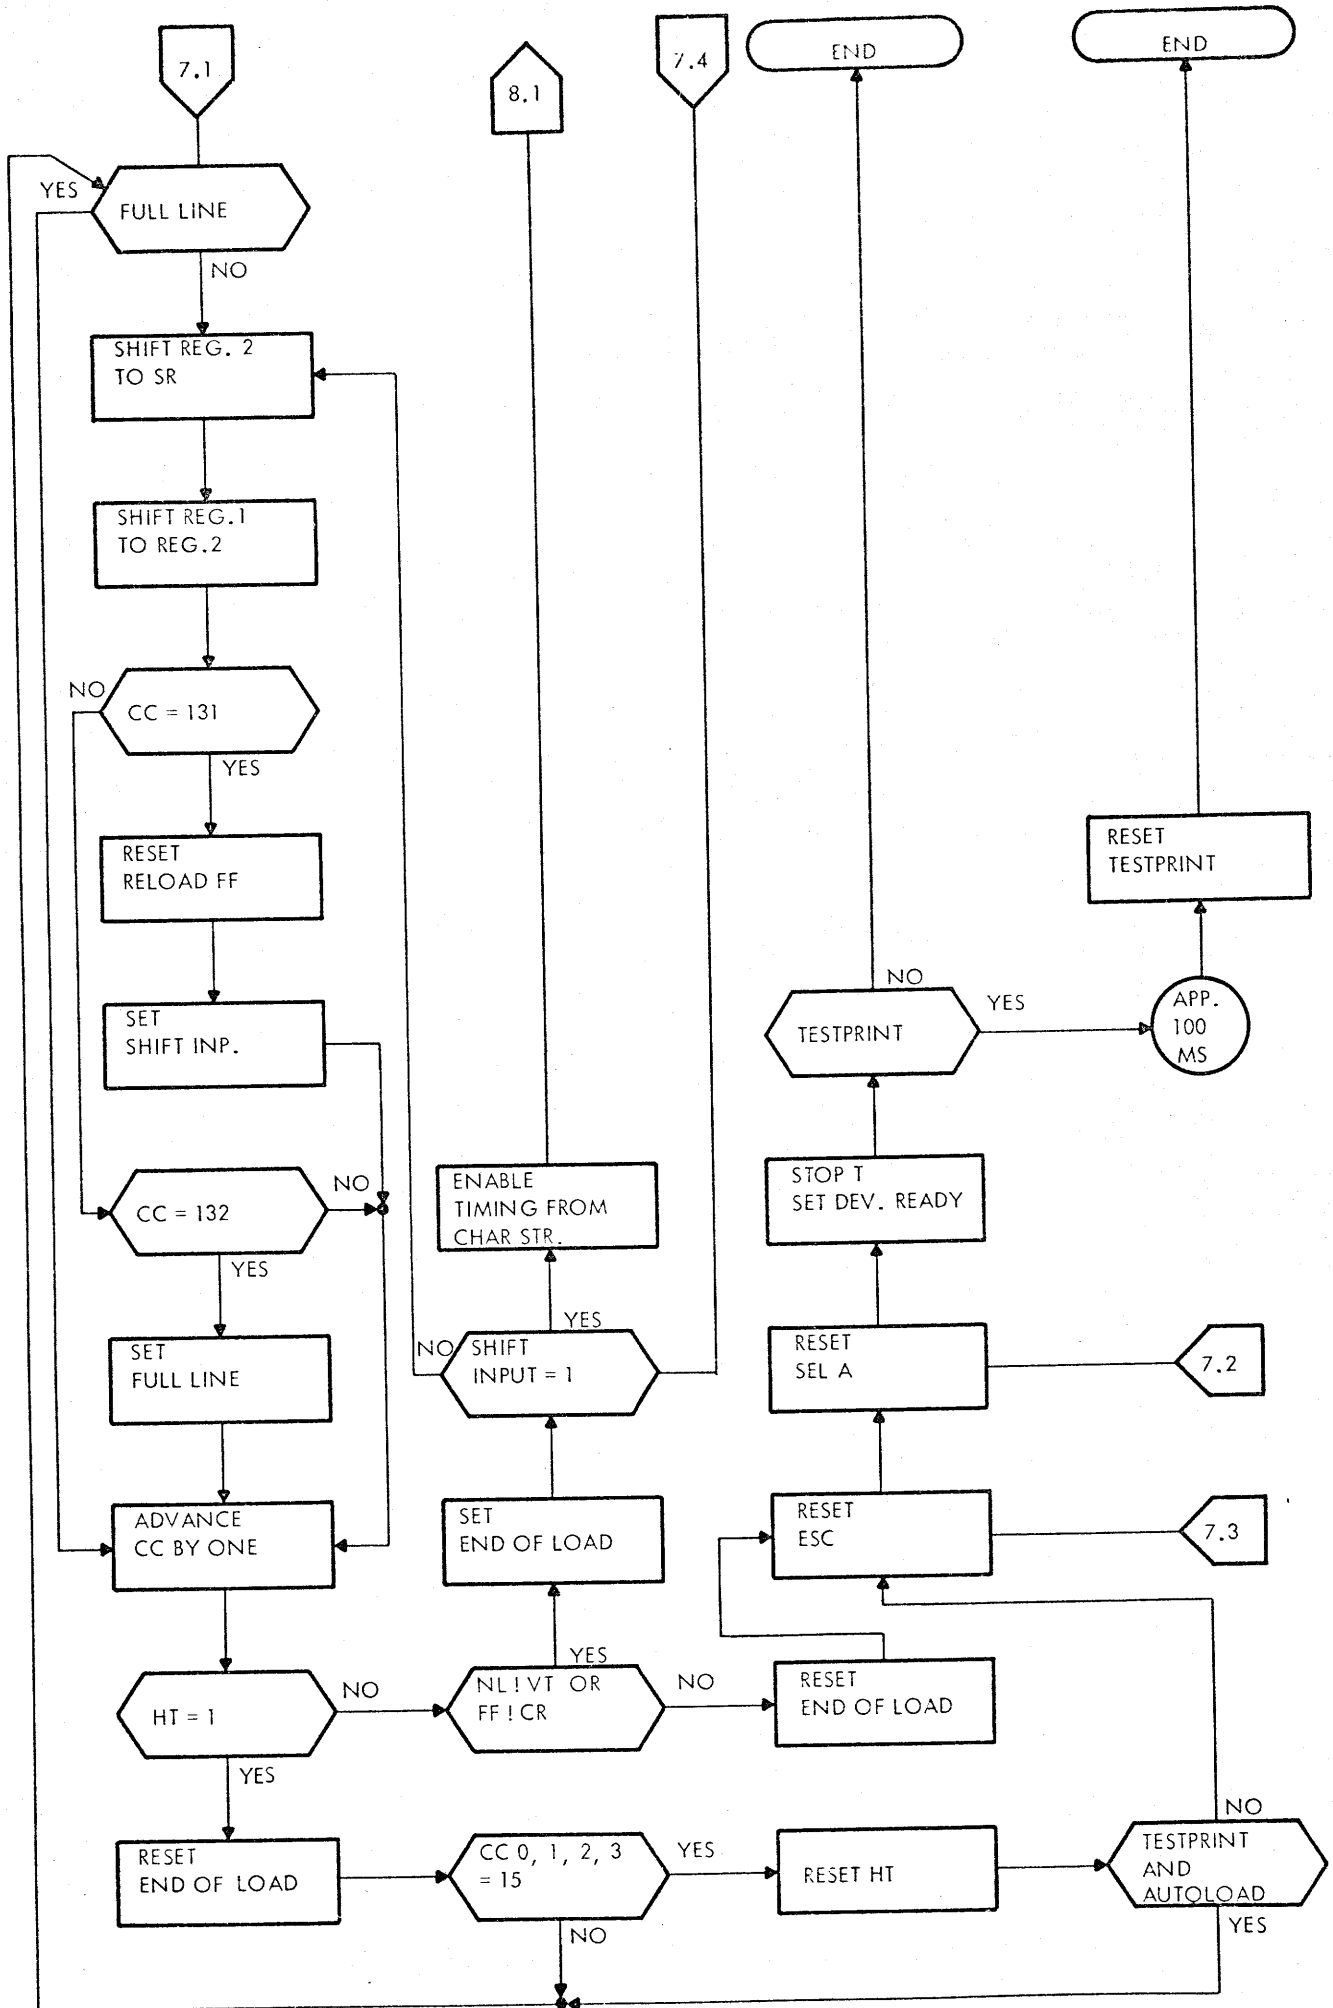 7.1
8.1
7.4
END
END
YES
FULL LINE
NO
SHIFT REG. 2
TO SR
SHIFT REG.1
TO REG.2
NO
CC = 131
YES
RESET
RELOAD FF
SET
SHIFT INP.
NO
CC = 132
YES
SET
FULL LINE
ADVANCE
CC BY ONE
HT = 1
NO
YES
RESET
END OF LOAD
ENABLE
TIMING FROM
CHAR STR.
YES
NO
SHIFT
INPUT = 1
SET
END OF LOAD
YES
NL!VT OR
FF!CR
NO
CC 0, 1, 2, 3
= 15
YES
NO
NO
TESTPRINT
YES
STOP T
SET DEV. READY
RESET
SEL A
7.2
RESET
ESC
7.3
RESET
END OF LOAD
RESET HT
RESET
TESTPRINT
APP.
100
MS
NO
TESTPRINT
AND
AUTOLOAD
YES